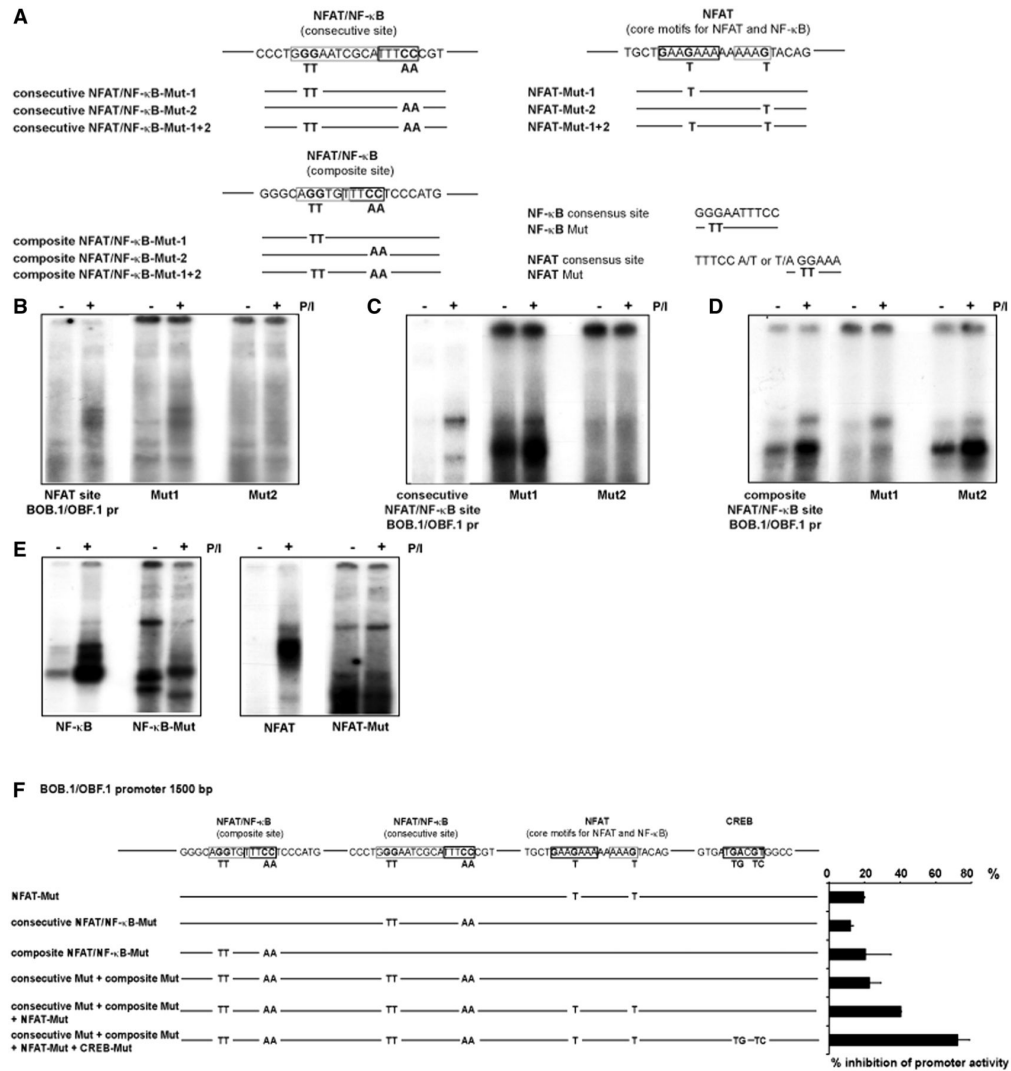 A
NFAT/NF-κB
(consecutive site)
CCCTGGGAATCGCATTTCCCGT
TT AA
consecutive NFAT/NF-κB-Mut-1 TT
consecutive NFAT/NF-κB-Mut-2 AA
consecutive NFAT/NF-κB-Mut-1+2 TT AA
NFAT
(core motifs for NFAT and NF-κB)
TGCTGAAGAAAAAAAAGTACAG
T T
NFAT-Mut-1 T
NFAT-Mut-2 T
NFAT-Mut-1+2 T T
NFAT/NF-κB
(composite site)
GGGCAGGTGTTTCCTCCCATG
TT AA
composite NFAT/NF-κB-Mut-1 TT
composite NFAT/NF-κB-Mut-2 AA
composite NFAT/NF-κB-Mut-1+2 TT AA
NF-κB consensus site GGGAATTTCC
NF-κB Mut TT
NFAT consensus site TTTCC A/T or T/A GGAAA
NFAT Mut TT
B - + - + - + P/I
NFAT site
BOB.1/OBF.1 pr
Mut1 Mut2
C - + - + - + P/I
consecutive
NFAT/NF-κB site
BOB.1/OBF.1 pr
Mut1 Mut2
D - + - + - + P/I
composite
NFAT/NF-κB site
BOB.1/OBF.1 pr
Mut1 Mut2
E - + - + P/I
NF-κB NF-κB-Mut
- + - + P/I
NFAT NFAT-Mut
F BOB.1/OBF.1 promoter 1500 bp
NFAT/NF-κB
(composite site)
GGGCAGGTGTTTCCTCCCATG
TT AA
NFAT/NF-κB
(consecutive site)
CCCTGGGAATCGCATTTCCCGT
TT AA
NFAT
(core motifs for NFAT and NF-κB)
TGCTGAAGAAAAAAAAGTACAG
T T
CREB
GTGATGACGTGGCC
TG TC
0 20 40 60 80 %
NFAT-Mut T T
consecutive NFAT/NF-κB-Mut TT AA
composite NFAT/NF-κB-Mut TT AA
consecutive Mut + composite Mut TT AA TT AA
consecutive Mut + composite Mut
+ NFAT-Mut TT AA TT AA T T
consecutive Mut + composite Mut
+ NFAT-Mut + CREB-Mut TT AA TT AA T T TG TC
% inhibition of promoter activity